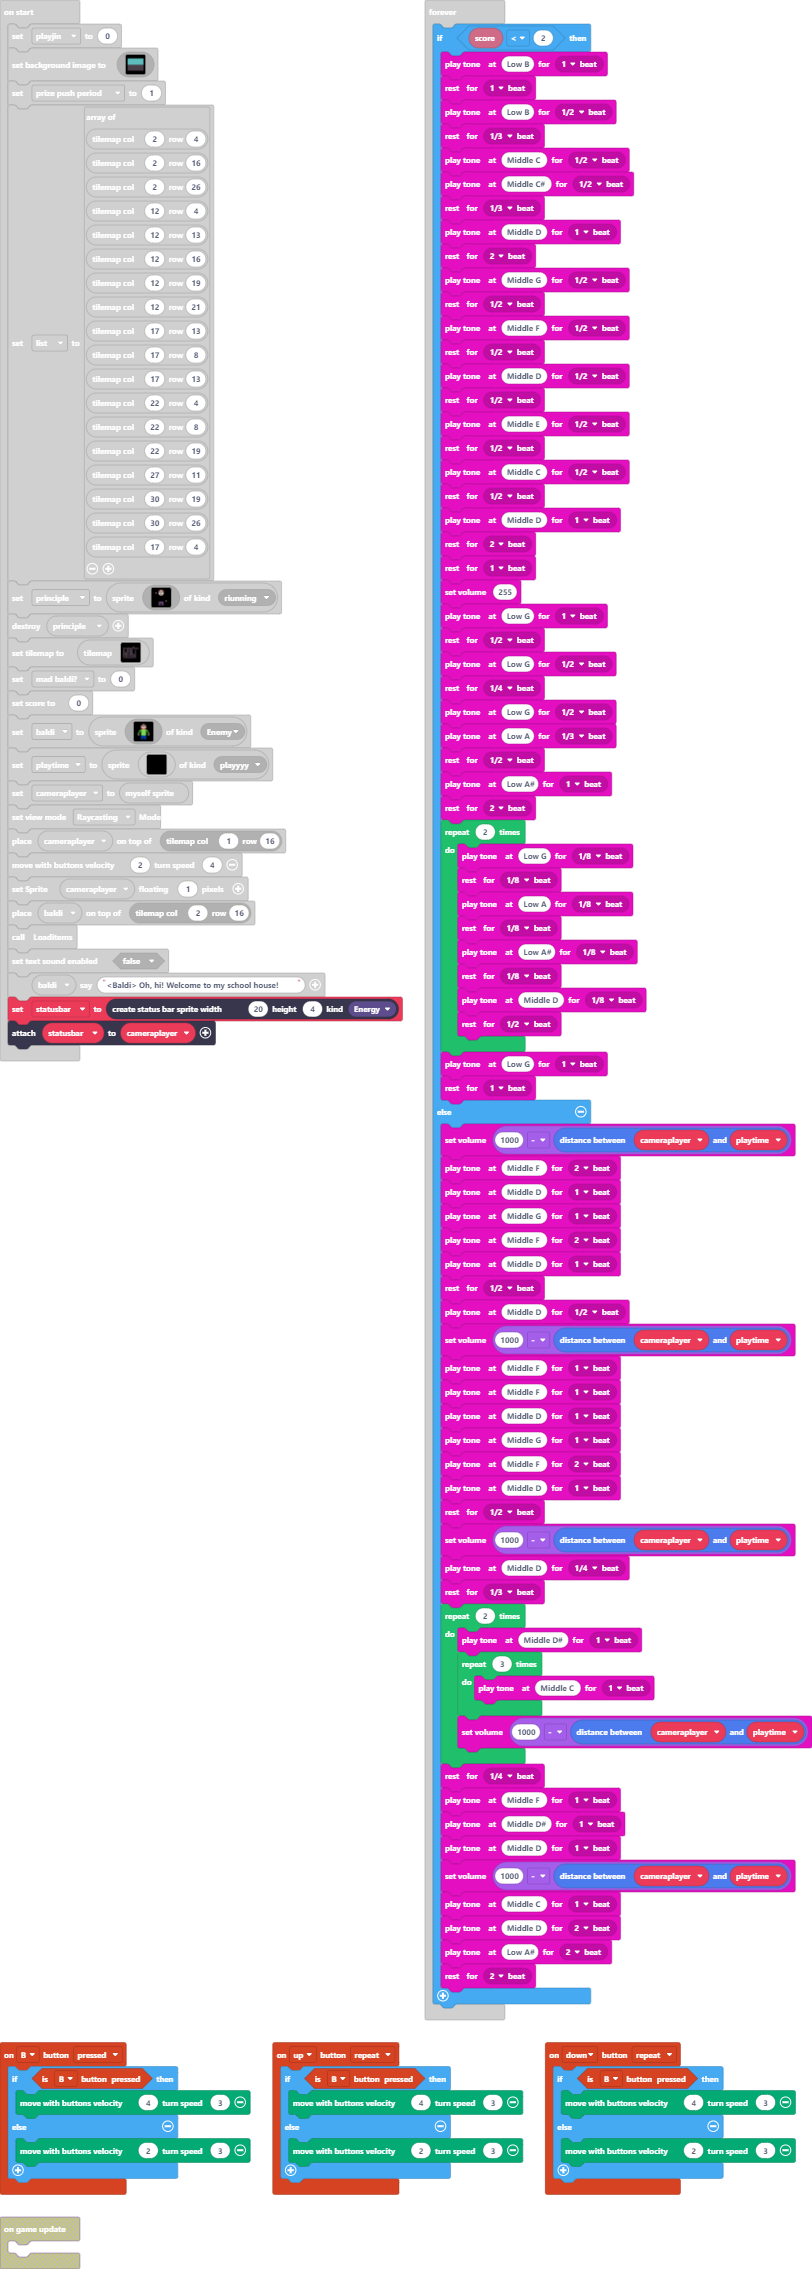 on start
set playjin to 0
set background image to
set prize push period to 1
set list to
array of
tilemap col 2 row 4
tilemap col 2 row 16
tilemap col 2 row 26
tilemap col 12 row 4
tilemap col 12 row 13
tilemap col 12 row 16
tilemap col 12 row 19
tilemap col 12 row 21
tilemap col 17 row 13
tilemap col 17 row 8
tilemap col 17 row 13
tilemap col 22 row 4
tilemap col 22 row 8
tilemap col 22 row 19
tilemap col 27 row 11
tilemap col 30 row 19
tilemap col 30 row 26
tilemap col 17 row 4
set principle to sprite of kind riunning
destroy principle
set tilemap to tilemap
set mad baldi? to 0
set score to 0
set baldi to sprite of kind Enemy
set playtime to sprite of kind playyyy
set cameraplayer to myself sprite
set view mode Raycasting Mode
place cameraplayer on top of tilemap col 1 row 16
move with buttons velocity 2 turn speed 4
set Sprite cameraplayer floating 1 pixels
place baldi on top of tilemap col 2 row 16
call LoadItems
set text sound enabled false
baldi say "<Baldi> Oh, hi! Welcome to my school house!"
set statusbar to create status bar sprite width 20 height 4 kind Energy
attach statusbar to cameraplayer
forever
if score < 2 then
play tone at Low B for 1 beat
rest for 1 beat
play tone at Low B for 1/2 beat
rest for 1/3 beat
play tone at Middle C for 1/2 beat
play tone at Middle C# for 1/2 beat
rest for 1/3 beat
play tone at Middle D for 1 beat
rest for 2 beat
play tone at Middle G for 1/2 beat
rest for 1/2 beat
play tone at Middle F for 1/2 beat
rest for 1/2 beat
play tone at Middle D for 1/2 beat
rest for 1/2 beat
play tone at Middle E for 1/2 beat
rest for 1/2 beat
play tone at Middle C for 1/2 beat
rest for 1/2 beat
play tone at Middle D for 1 beat
rest for 2 beat
rest for 1 beat
set volume 255
play tone at Low G for 1 beat
rest for 1/2 beat
play tone at Low G for 1/2 beat
rest for 1/4 beat
play tone at Low G for 1/2 beat
play tone at Low A for 1/3 beat
rest for 1/2 beat
play tone at Low A# for 1 beat
rest for 2 beat
repeat 2 times
do play tone at Low G for 1/8 beat
rest for 1/8 beat
play tone at Low A for 1/8 beat
rest for 1/8 beat
play tone at Low A# for 1/8 beat
rest for 1/8 beat
play tone at Middle D for 1/8 beat
rest for 1/2 beat
play tone at Low G for 1 beat
rest for 1 beat
else
set volume 1000 - distance between cameraplayer and playtime
play tone at Middle F for 2 beat
play tone at Middle D for 1 beat
play tone at Middle G for 1 beat
play tone at Middle F for 2 beat
play tone at Middle D for 1 beat
rest for 1/2 beat
play tone at Middle D for 1/2 beat
set volume 1000 - distance between cameraplayer and playtime
play tone at Middle F for 1 beat
play tone at Middle F for 1 beat
play tone at Middle D for 1 beat
play tone at Middle G for 1 beat
play tone at Middle F for 2 beat
play tone at Middle D for 1 beat
rest for 1/2 beat
set volume 1000 - distance between cameraplayer and playtime
play tone at Middle D for 1/4 beat
rest for 1/3 beat
repeat 2 times
do play tone at Middle D# for 1 beat
repeat 3 times
do play tone at Middle C for 1 beat
set volume 1000 - distance between cameraplayer and playtime
rest for 1/4 beat
play tone at Middle F for 1 beat
play tone at Middle D# for 1 beat
play tone at Middle D for 1 beat
set volume 1000 - distance between cameraplayer and playtime
play tone at Middle C for 1 beat
play tone at Middle D for 2 beat
play tone at Low A# for 2 beat
rest for 2 beat
on B button pressed
if is B button pressed then
move with buttons velocity 4 turn speed 3
else
move with buttons velocity 2 turn speed 3
on up button repeat
if is B button pressed then
move with buttons velocity 4 turn speed 3
else
move with buttons velocity 2 turn speed 3
on down button repeat
if is B button pressed then
move with buttons velocity 4 turn speed 3
else
move with buttons velocity 2 turn speed 3
on game update